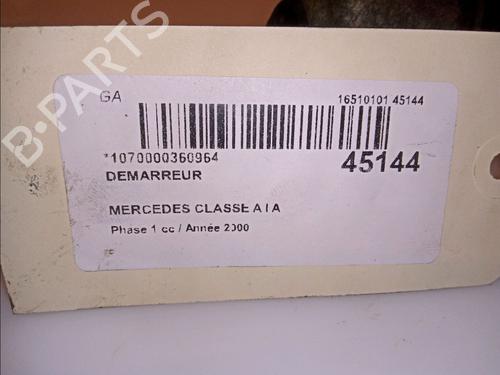 GA
16510101 45144
*1070000360964
45144
DEMARREUR
MERCEDES CLASSE A I A
Phase 1 cc / Année 2000
B-PARTS